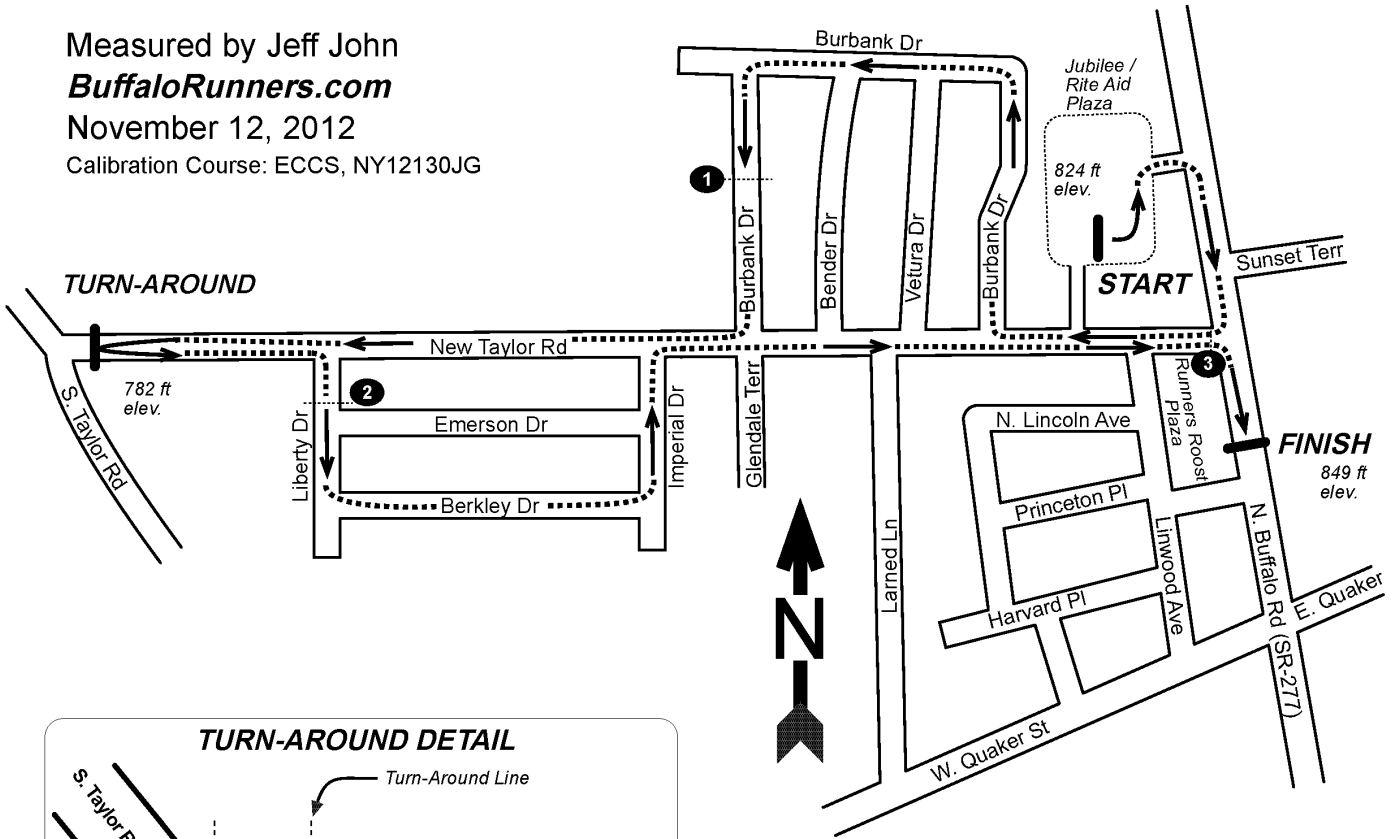 Measured by Jeff John
BuffaloRunners.com
November 12, 2012
Calibration Course: ECCS, NY12130JG
Burbank Dr
Jubilee /
Rite Aid
Plaza
824 ft
elev.
1
Burbank Dr
Bender Dr
Vetura Dr
Burbank Dr
START
Sunset Terr
TURN-AROUND
New Taylor Rd
782 ft
elev.
S. Taylor Rd
2
3
Liberty Dr
Emerson Dr
Imperial Dr
Glendale Terr
Berkley Dr
Runners Roost
Plaza
N. Lincoln Ave
FINISH
849 ft
elev.
Princeton Pl
Larned Ln
Linwood Ave
N. Buffalo Rd (SR-277)
Harvard Pl
E. Quaker
N
W. Quaker St
TURN-AROUND DETAIL
Turn-Around Line
S. Taylor R